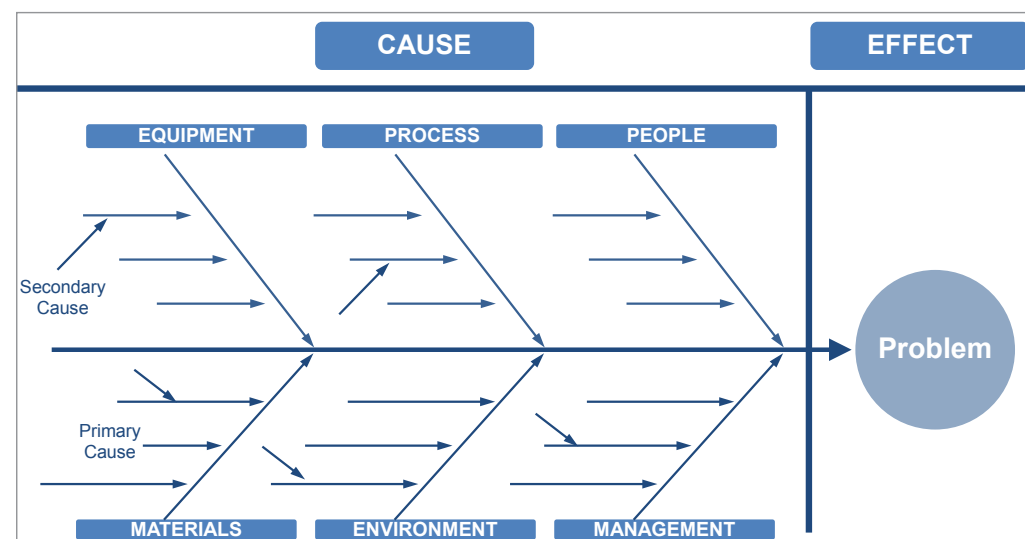 CAUSE
EFFECT
EQUIPMENT
PROCESS
PEOPLE
Secondary
Cause
Problem
Primary
Cause
MATERIALS
ENVIRONMENT
MANAGEMENT